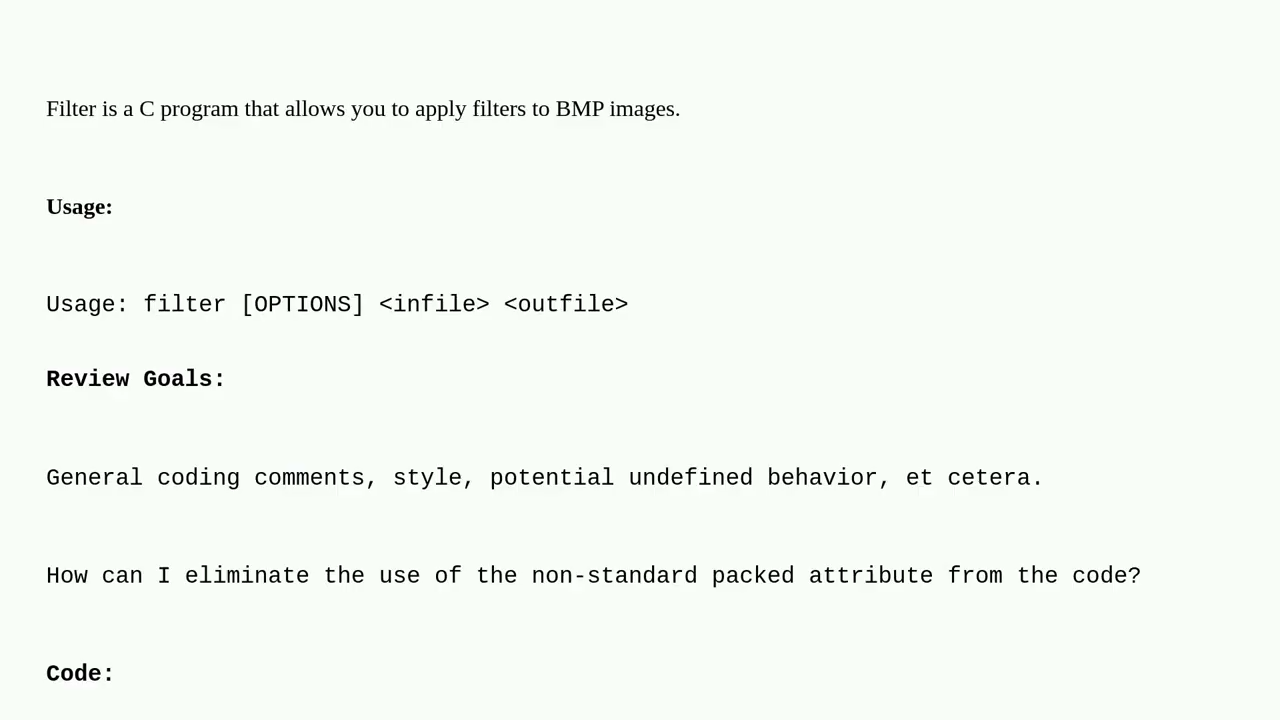 Filter is a C program that allows you to apply filters to BMP images.
Usage:
Usage: filter [OPTIONS] <infile> <outfile>
Review Goals:
General coding comments, style, potential undefined behavior, et cetera.
How can I eliminate the use of the non-standard packed attribute from the code?
Code: